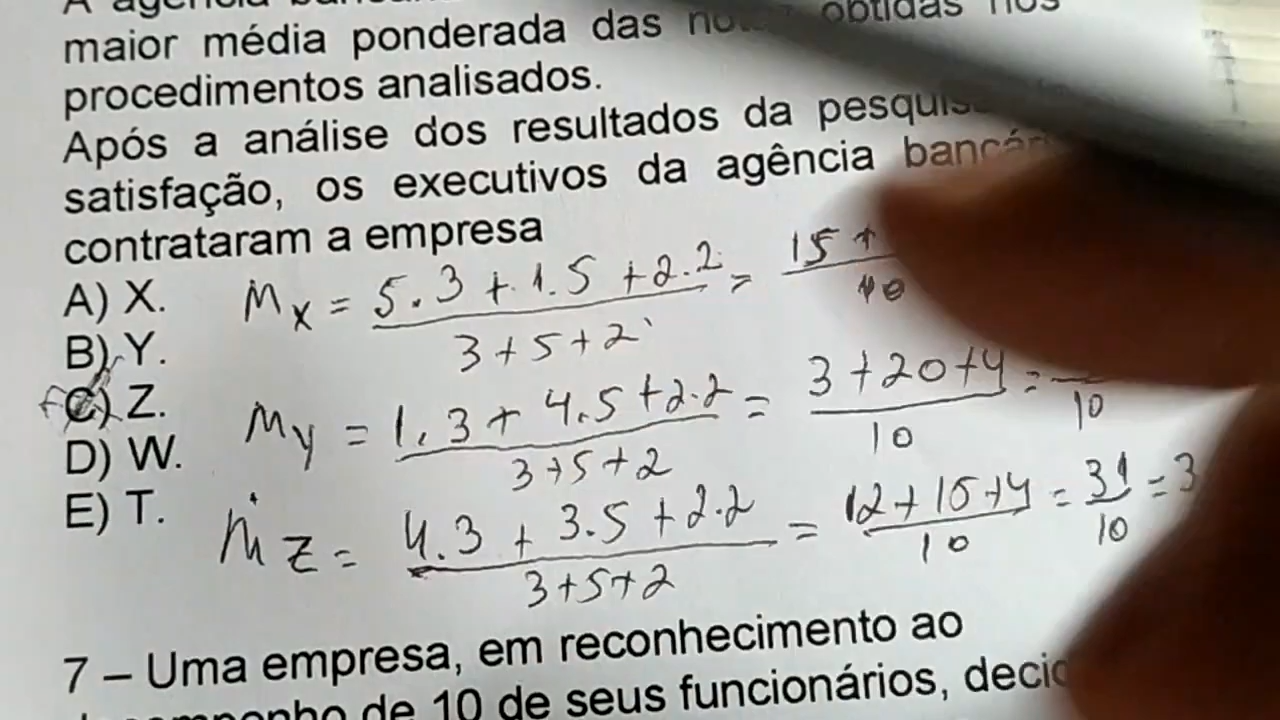 A agência
maior média ponderada das obtidas nos
procedimentos analisados.
Após a análise dos resultados da
satisfação, os executivos da agência
contrataram a empresa
A) X.
B) Y.
C) Z.
D) W.
E) T.
Mx = 5.3 + 1.5 + 2.2 / 3+5+2 = 15 + / 10
My = 1.3 + 4.5 + 2.2 / 3+5+2 = 3+20+4 / 10 = / 10
Mz = 4.3 + 3.5 + 2.2 / 3+5+2 = 12+15+4 / 10 = 31 / 10 = 3
7 – Uma empresa, em reconhecimento ao
de 10 de seus funcionários,